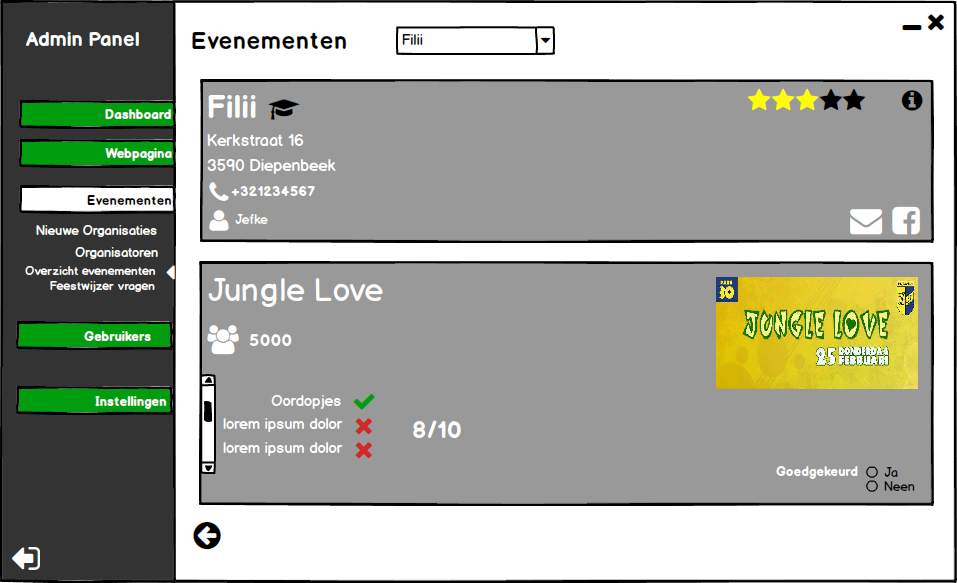 Admin Panel
Dashboard
Webpagina
Evenementen
Nieuwe Organisaties
Organisatoren
Overzicht evenementen
Feestwijzer vragen
Gebruikers
Instellingen
Evenementen
Filii
Filii
Kerkstraat 16
3590 Diepenbeek
+321234567
Jefke
Jungle Love
5000
Oordopjes
lorem ipsum dolor
lorem ipsum dolor
8/10
30
JUNGLE LOVE
25 DONDERDAG
FEBRUARI
Goedgekeurd
Ja
Neen